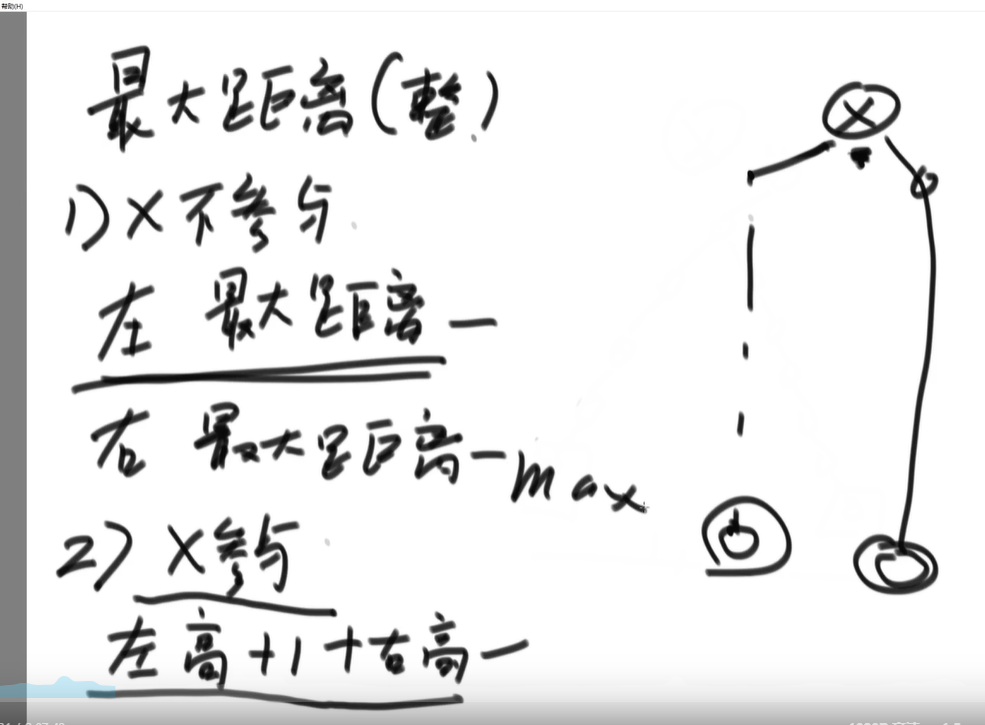 帮助(H)
最大距离(整)
1) X不参与
左 最大距离
右 最大距离
max
2) X参与
左高+1+右高
X